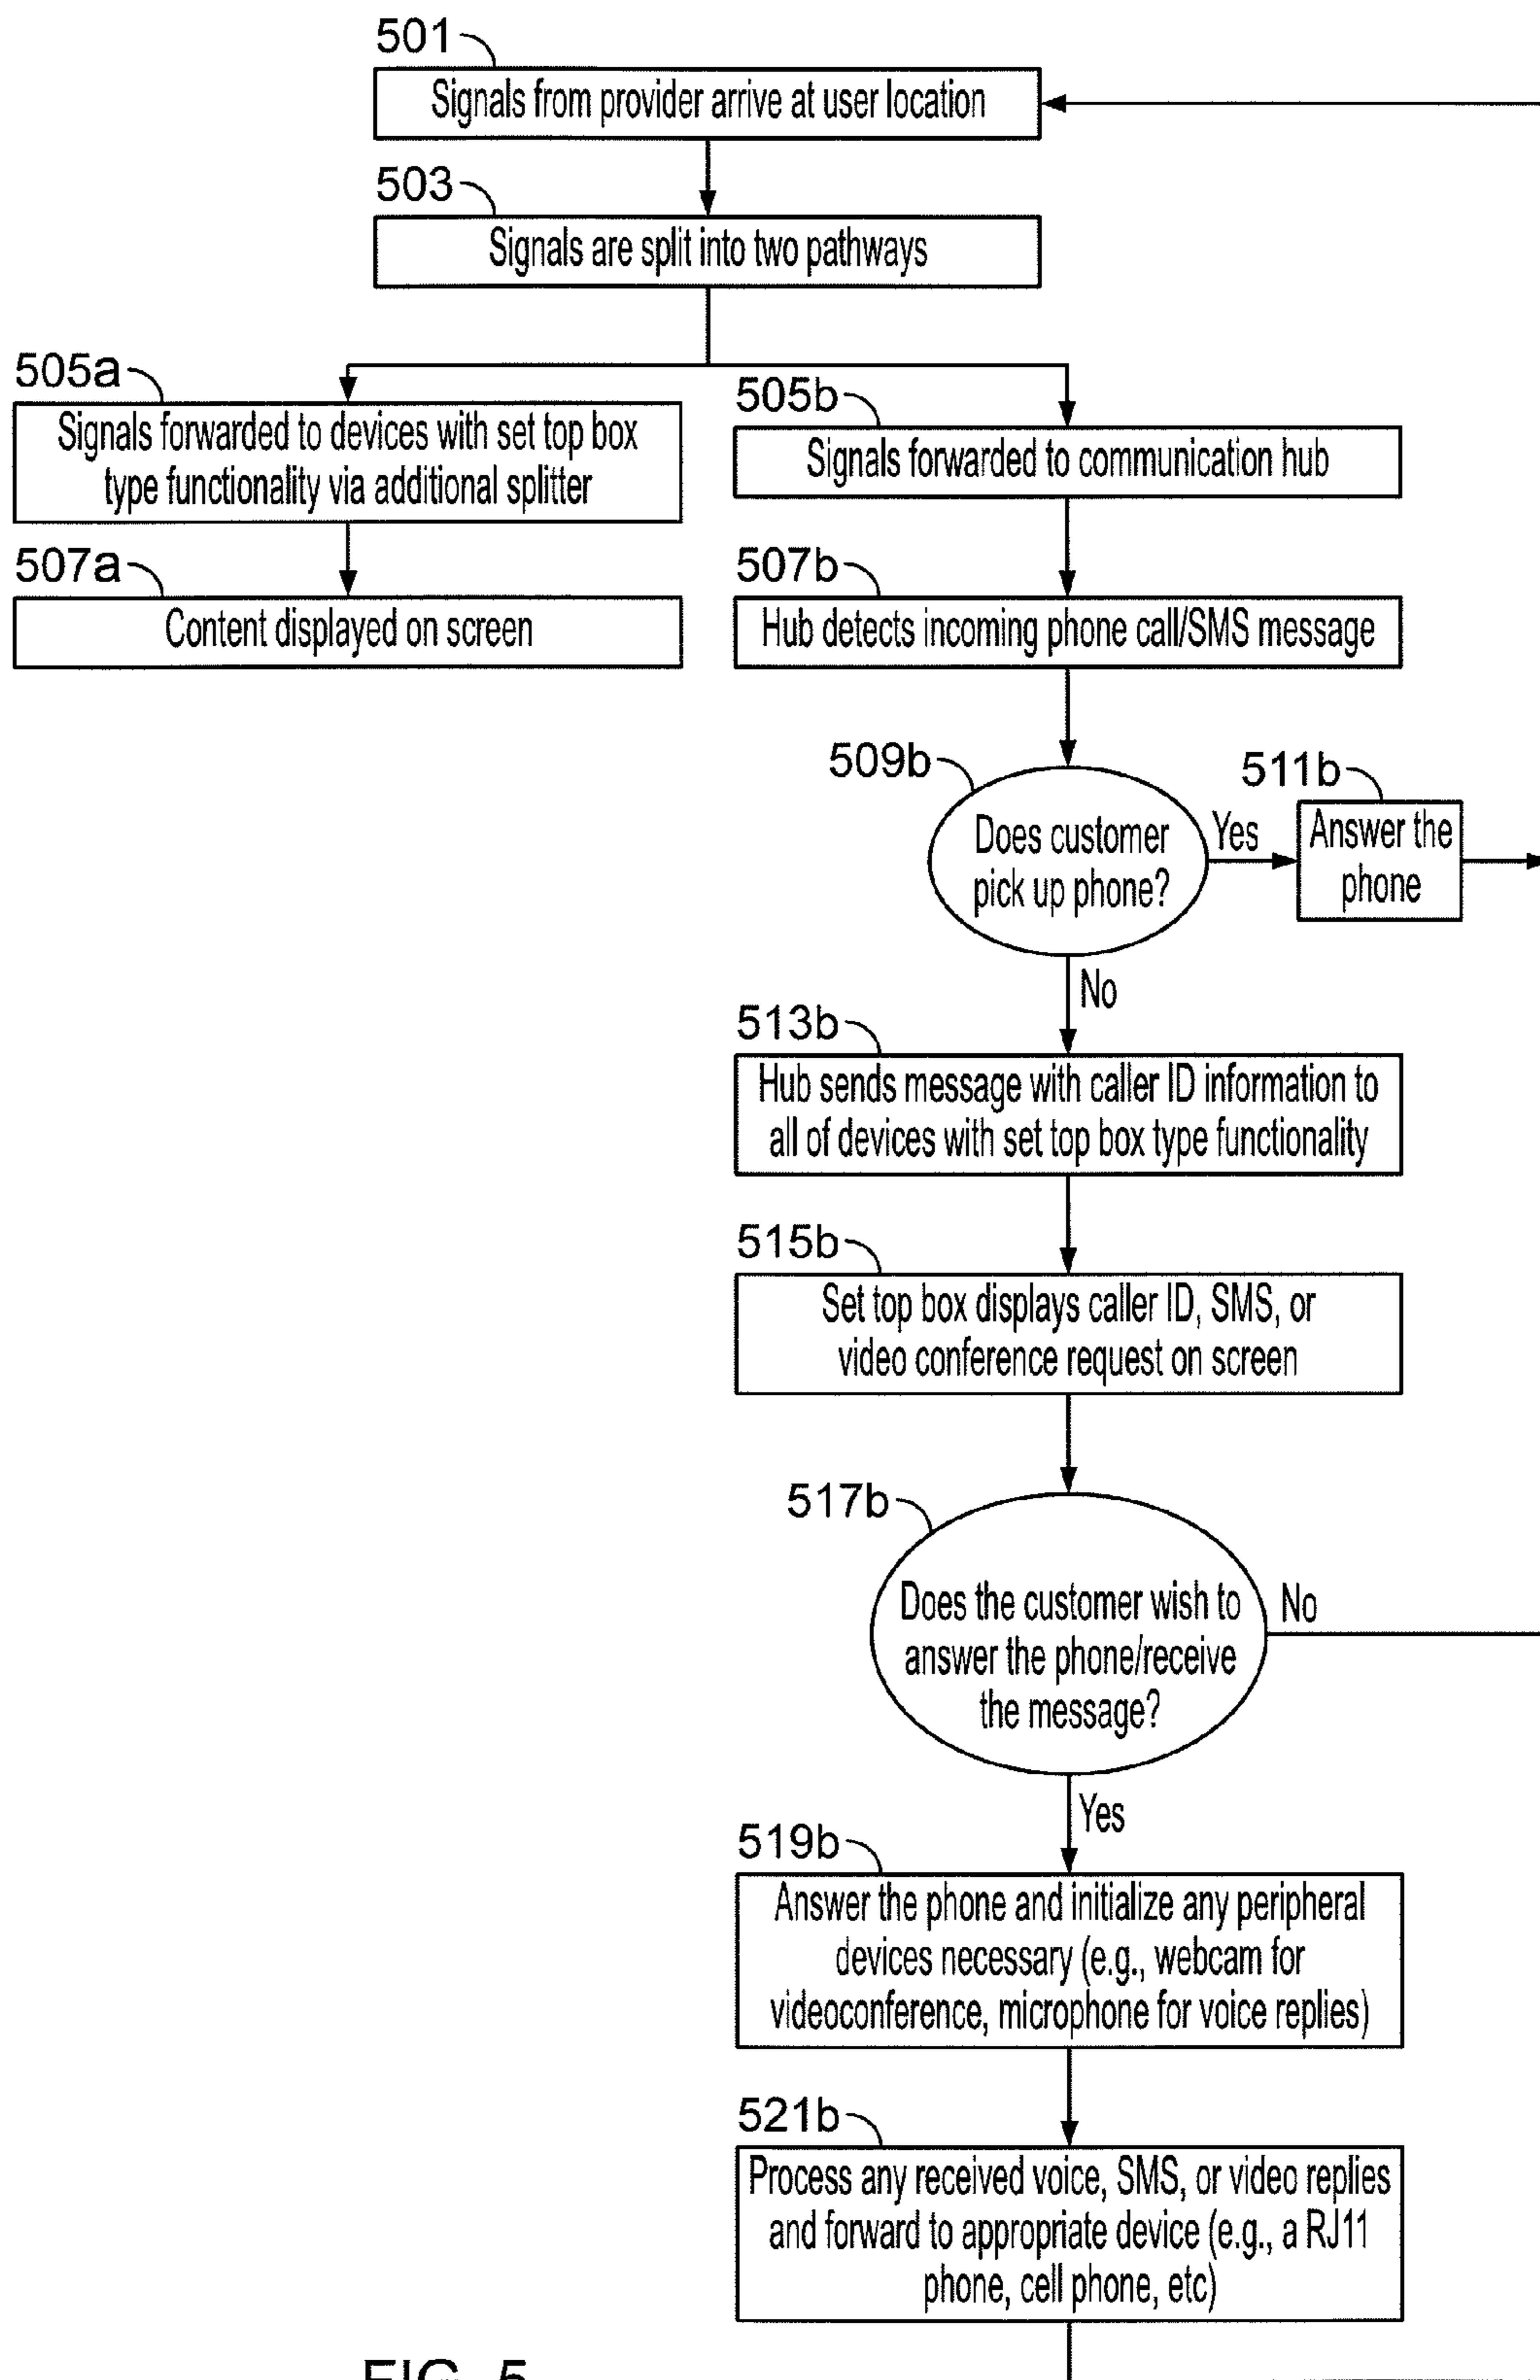 501
Signals from provider arrive at user location
503
Signals are split into two pathways
505a
Signals forwarded to devices with set top box
type functionality via additional splitter
505b
Signals forwarded to communication hub
507a
Content displayed on screen
507b
Hub detects incoming phone call/SMS message
509b
Does customer
pick up phone?
Yes
511b
Answer the
phone
No
513b
Hub sends message with caller ID information to
all of devices with set top box type functionality
515b
Set top box displays caller ID, SMS, or
video conference request on screen
517b
Does the customer wish to
answer the phone/receive
the message?
No
Yes
519b
Answer the phone and initialize any peripheral
devices necessary (e.g., webcam for
videoconference, microphone for voice replies)
521b
Process any received voice, SMS, or video replies
and forward to appropriate device (e.g., a RJ11
phone, cell phone, etc)
FIG. 5